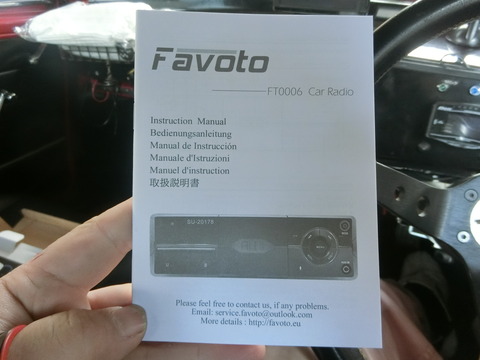 Favoto
FT0006 Car Radio
Instruction Manual
Bedienungsanleitung
Manual de Instrucción
Manuale d'Istruzioni
Manuel d'instruction
取扱説明書
SU-20178
Please feel free to contact us, if any problems.
Email: service.favoto@outlook.com
More details : http://favoto.eu